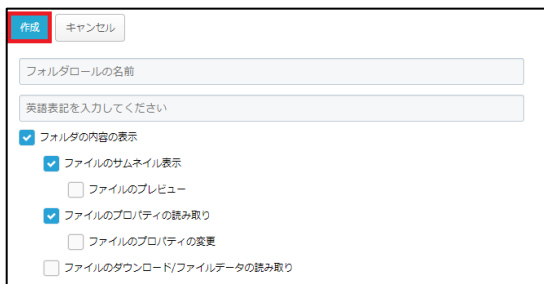 作成 キャンセル
フォルダロールの名前
英語表記を入力してください
フォルダの内容の表示
ファイルのサムネイル表示
ファイルのプレビュー
ファイルのプロパティの読み取り
ファイルのプロパティの変更
ファイルのダウンロード/ファイルデータの読み取り